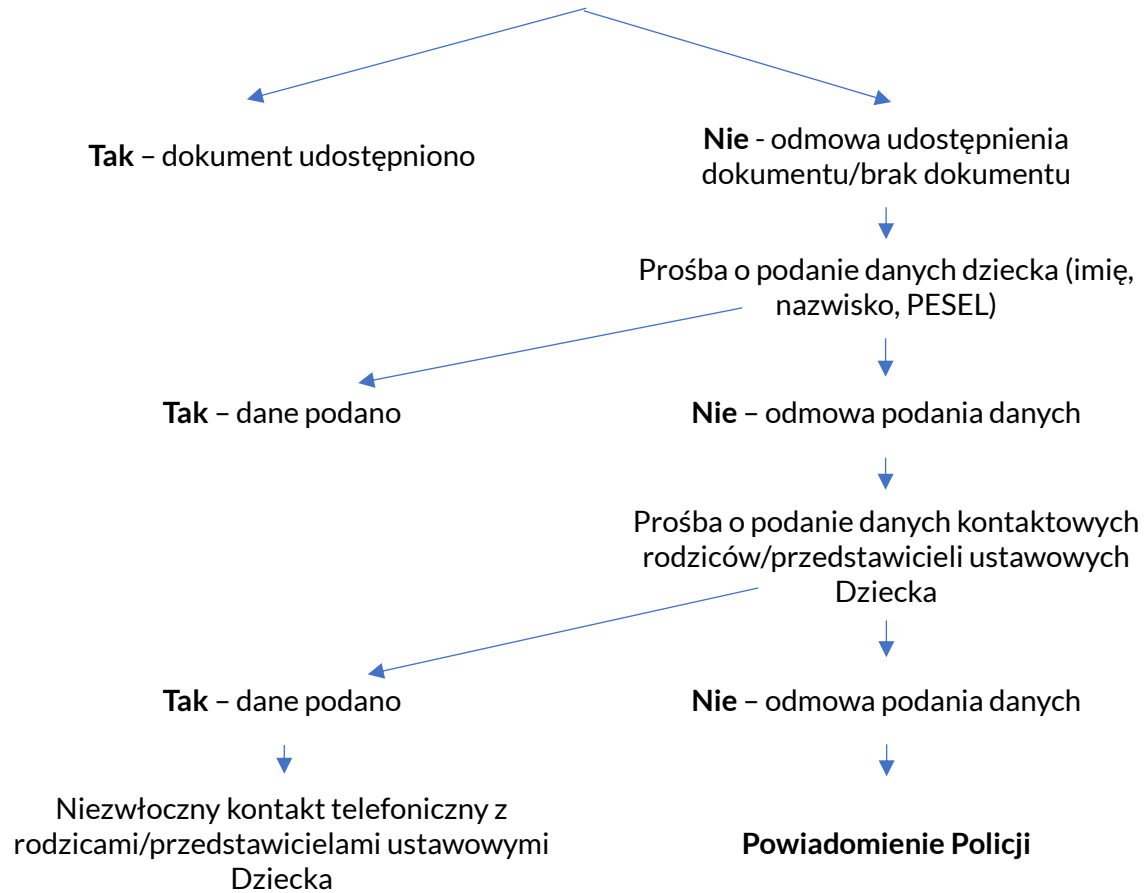 Tak – dokument udostępniono
Nie - odmowa udostępnienia
dokumentu/brak dokumentu
Prośba o podanie danych dziecka (imię,
nazwisko, PESEL)
Tak – dane podano
Nie – odmowa podania danych
Prośba o podanie danych kontaktowych
rodziców/przedstawicieli ustawowych
Dziecka
Tak – dane podano
Nie – odmowa podania danych
Niezwłoczny kontakt telefoniczny z
rodzicami/przedstawicielami ustawowymi
Dziecka
Powiadomienie Policji